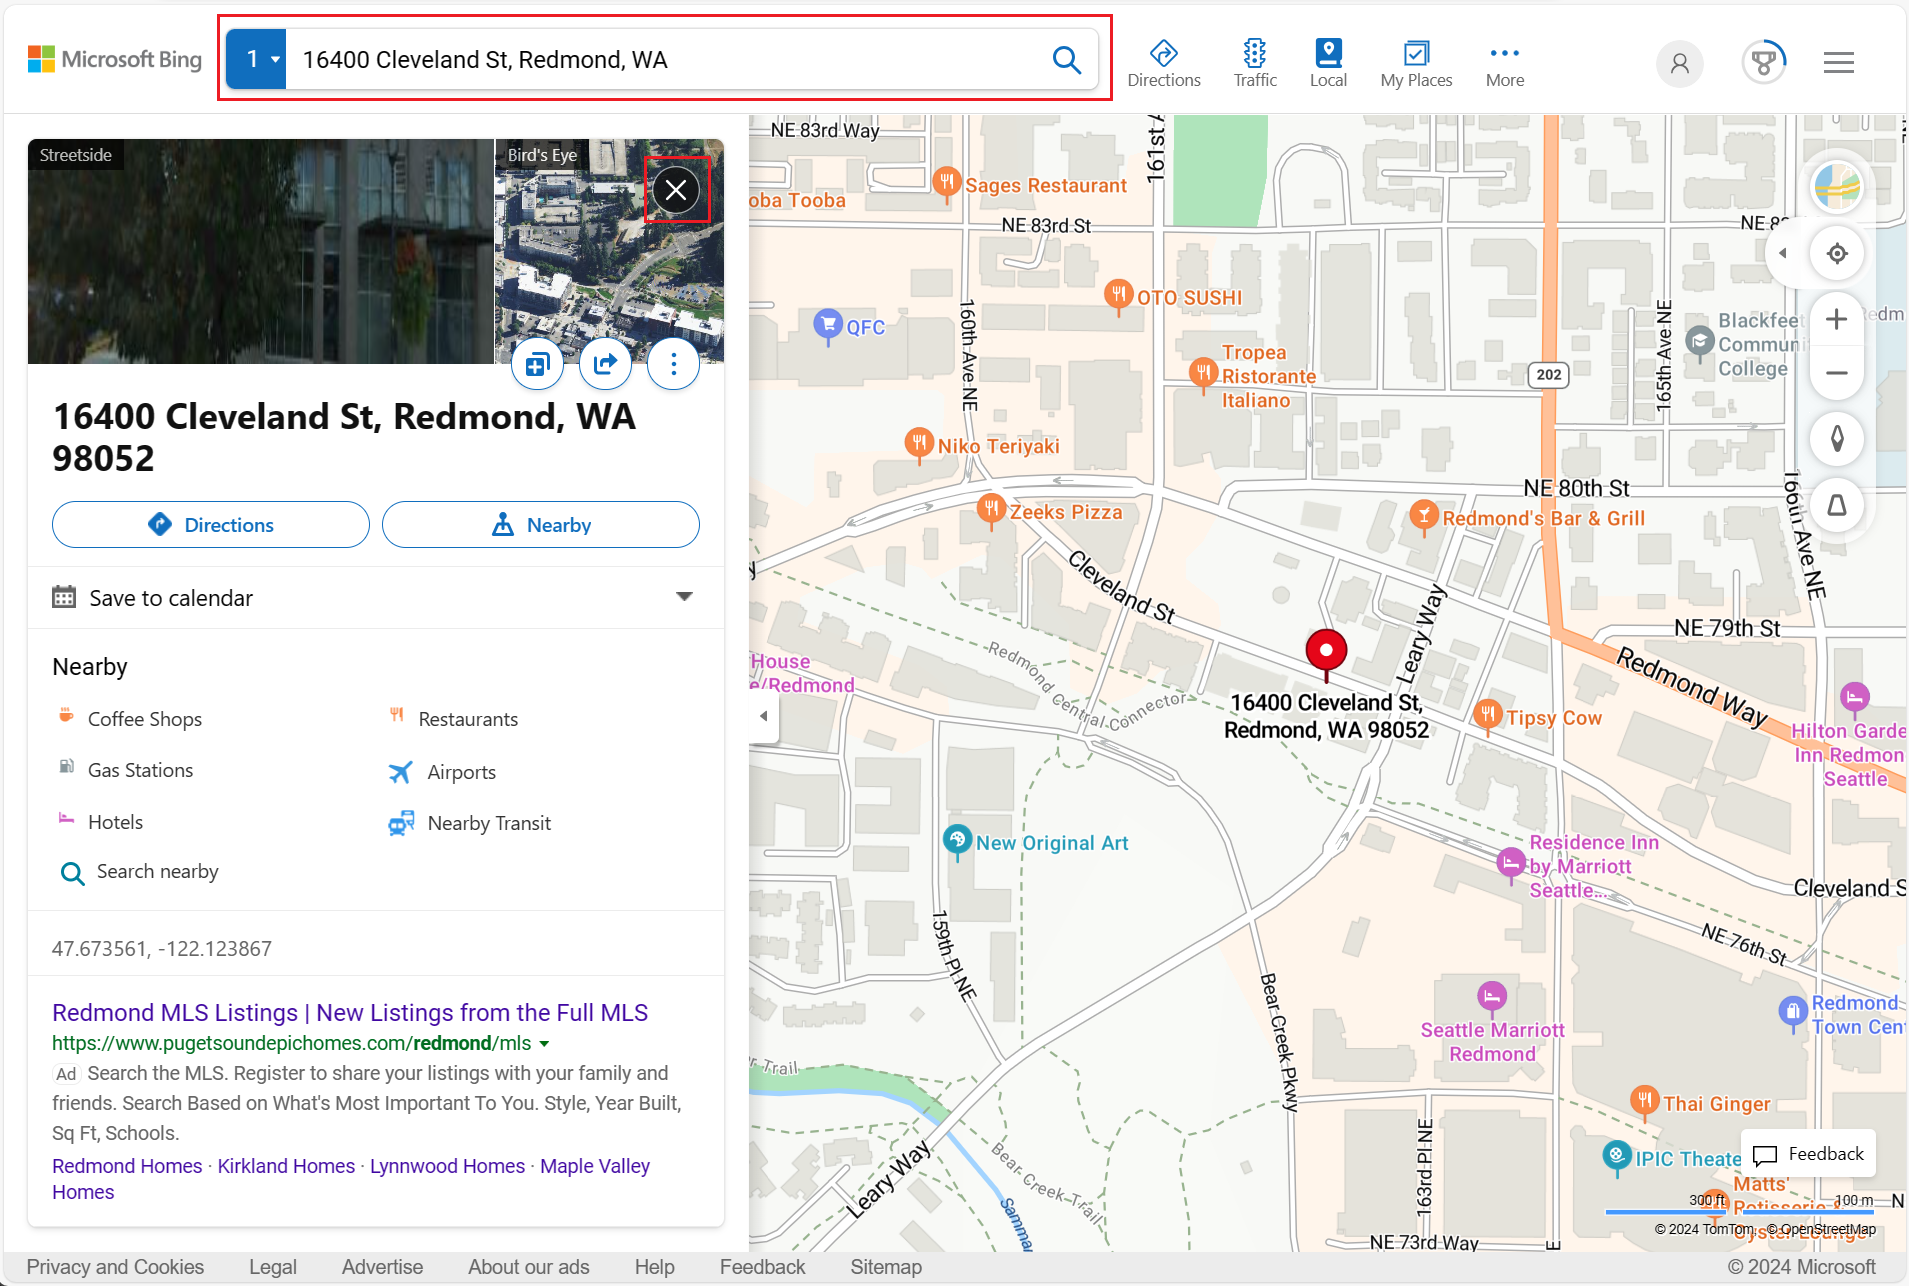 Microsoft Bing
1
16400 Cleveland St, Redmond, WA
Directions
Traffic
Local
My Places
More
Streetside
Bird's Eye
16400 Cleveland St, Redmond, WA
98052
Directions
Nearby
Save to calendar
Nearby
Coffee Shops
Restaurants
Gas Stations
Airports
Hotels
Nearby Transit
Search nearby
47.673561, -122.123867
Redmond MLS Listings | New Listings from the Full MLS
https://www.pugetsoundepichomes.com/redmond/mls
Ad Search the MLS. Register to share your listings with your family and
friends. Search Based on What's Most Important To You. Style, Year Built,
Sq Ft, Schools.
Redmond Homes · Kirkland Homes · Lynnwood Homes · Maple Valley
Homes
NE 83rd Way
161st A
Sages Restaurant
oba Tooba
NE 83rd St
NE 83
OTO SUSHI
QFC
160th Ave NE
165th Ave NE
Blackfeet
Communi
College
Redm
Tropea
Ristorante
Italiano
202
Niko Teriyaki
NE 80th St
166th Ave NE
Zeeks Pizza
Redmond's Bar & Grill
Cleveland St
Leary Way
NE 79th St
Redmond Way
House
e/Redmond
Redmond Central Connector
16400 Cleveland St,
Redmond, WA 98052
Tipsy Cow
Hilton Garde
Inn Redmon
Seattle
New Original Art
Residence Inn
by Marriott
Seattle...
Cleveland S
159th Pl NE
NE 76th St
Bear Creek Pkwy
Seattle Marriott
Redmond
Redmond
Town Cen
r Trail
Thai Ginger
163rd Pl NE
Leary Way
Bear Creek Trail
Samma
IPIC Theate
Feedback
Matts'
Rotisserie &
Oyster Lounge
300 ft
100 m
N
© 2024 TomTom, © OpenStreetMap
NE 73rd Way
E
Privacy and Cookies
Legal
Advertise
About our ads
Help
Feedback
Sitemap
© 2024 Microsoft